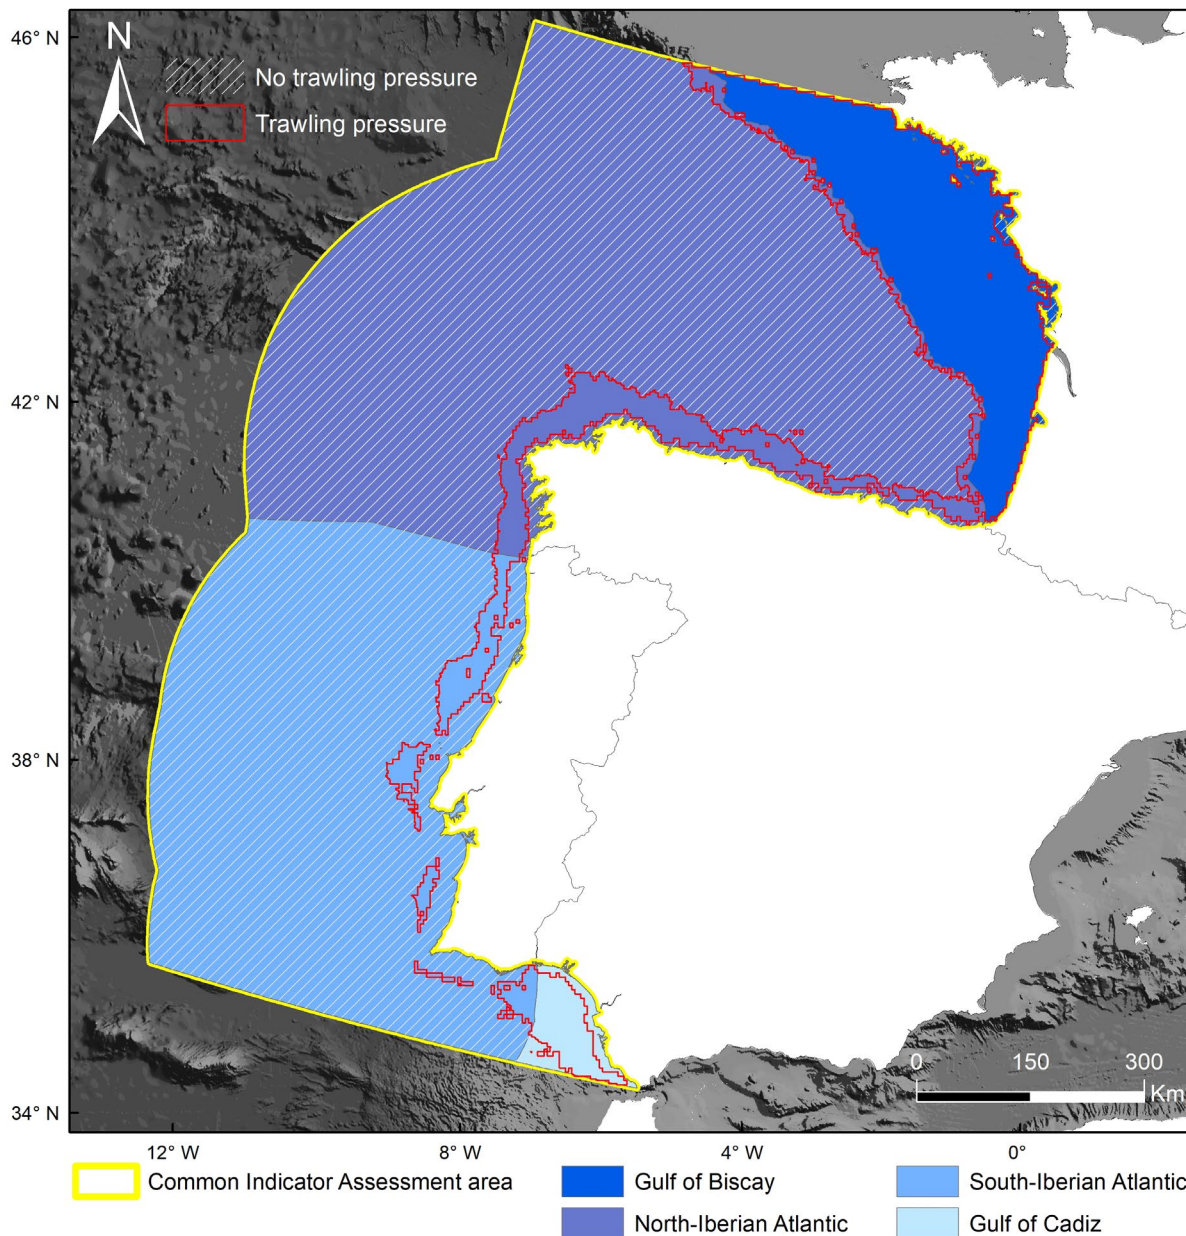 46° N
N
No trawling pressure
Trawling pressure
42° N
38° N
34° N
0 150 300
Km
12° W 8° W 4° W 0°
Common Indicator Assessment area
Gulf of Biscay
South-Iberian Atlantic
North-Iberian Atlantic
Gulf of Cadiz